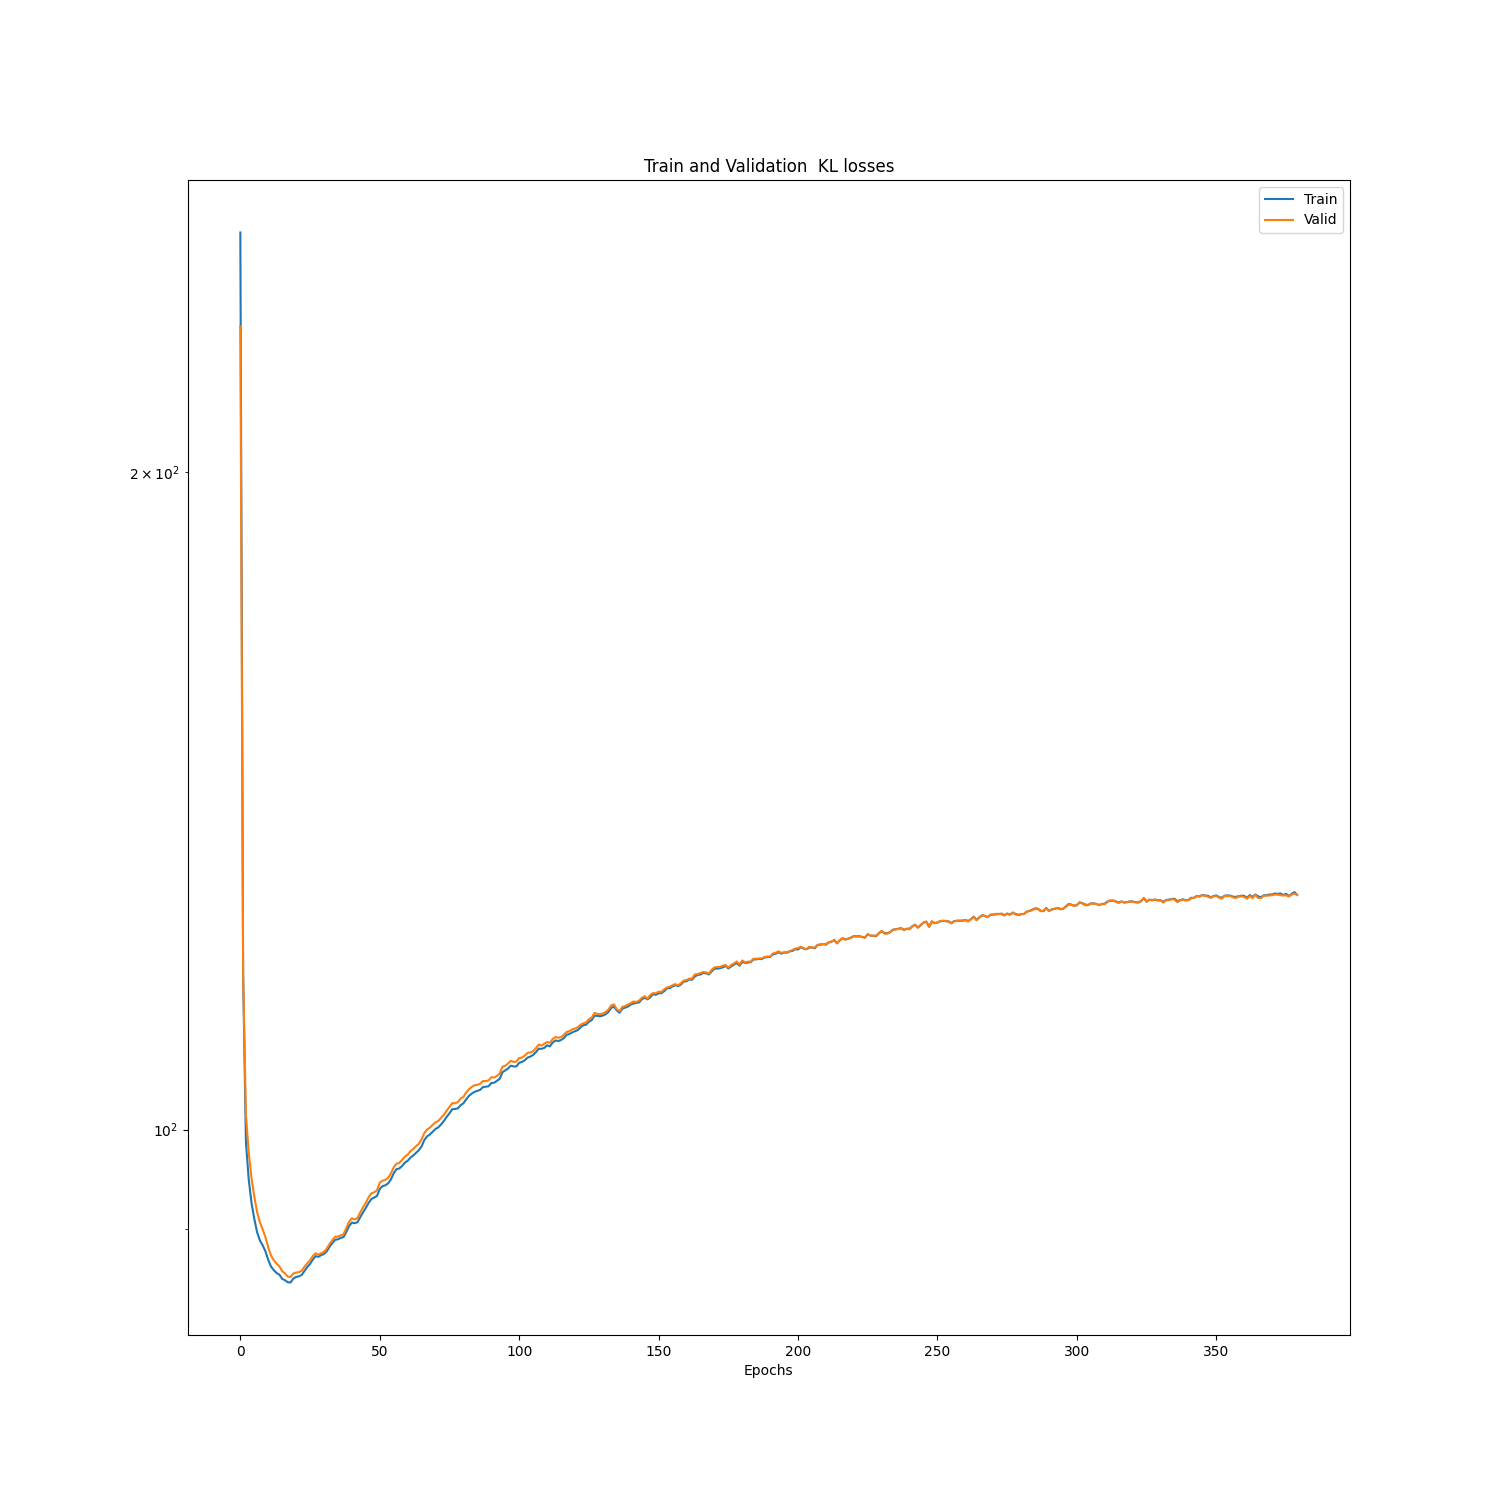 Train and Validation  KL losses
Train
Valid
2 × 10²
10²
0 50 100 150 200 250 300 350
Epochs